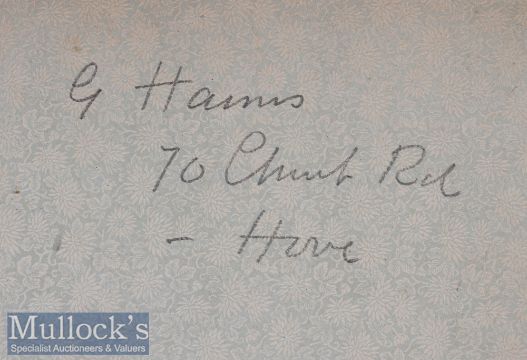 G Harris
70 Church Rd
- Hove
Mullock's
Specialist Auctioneers & Valuers